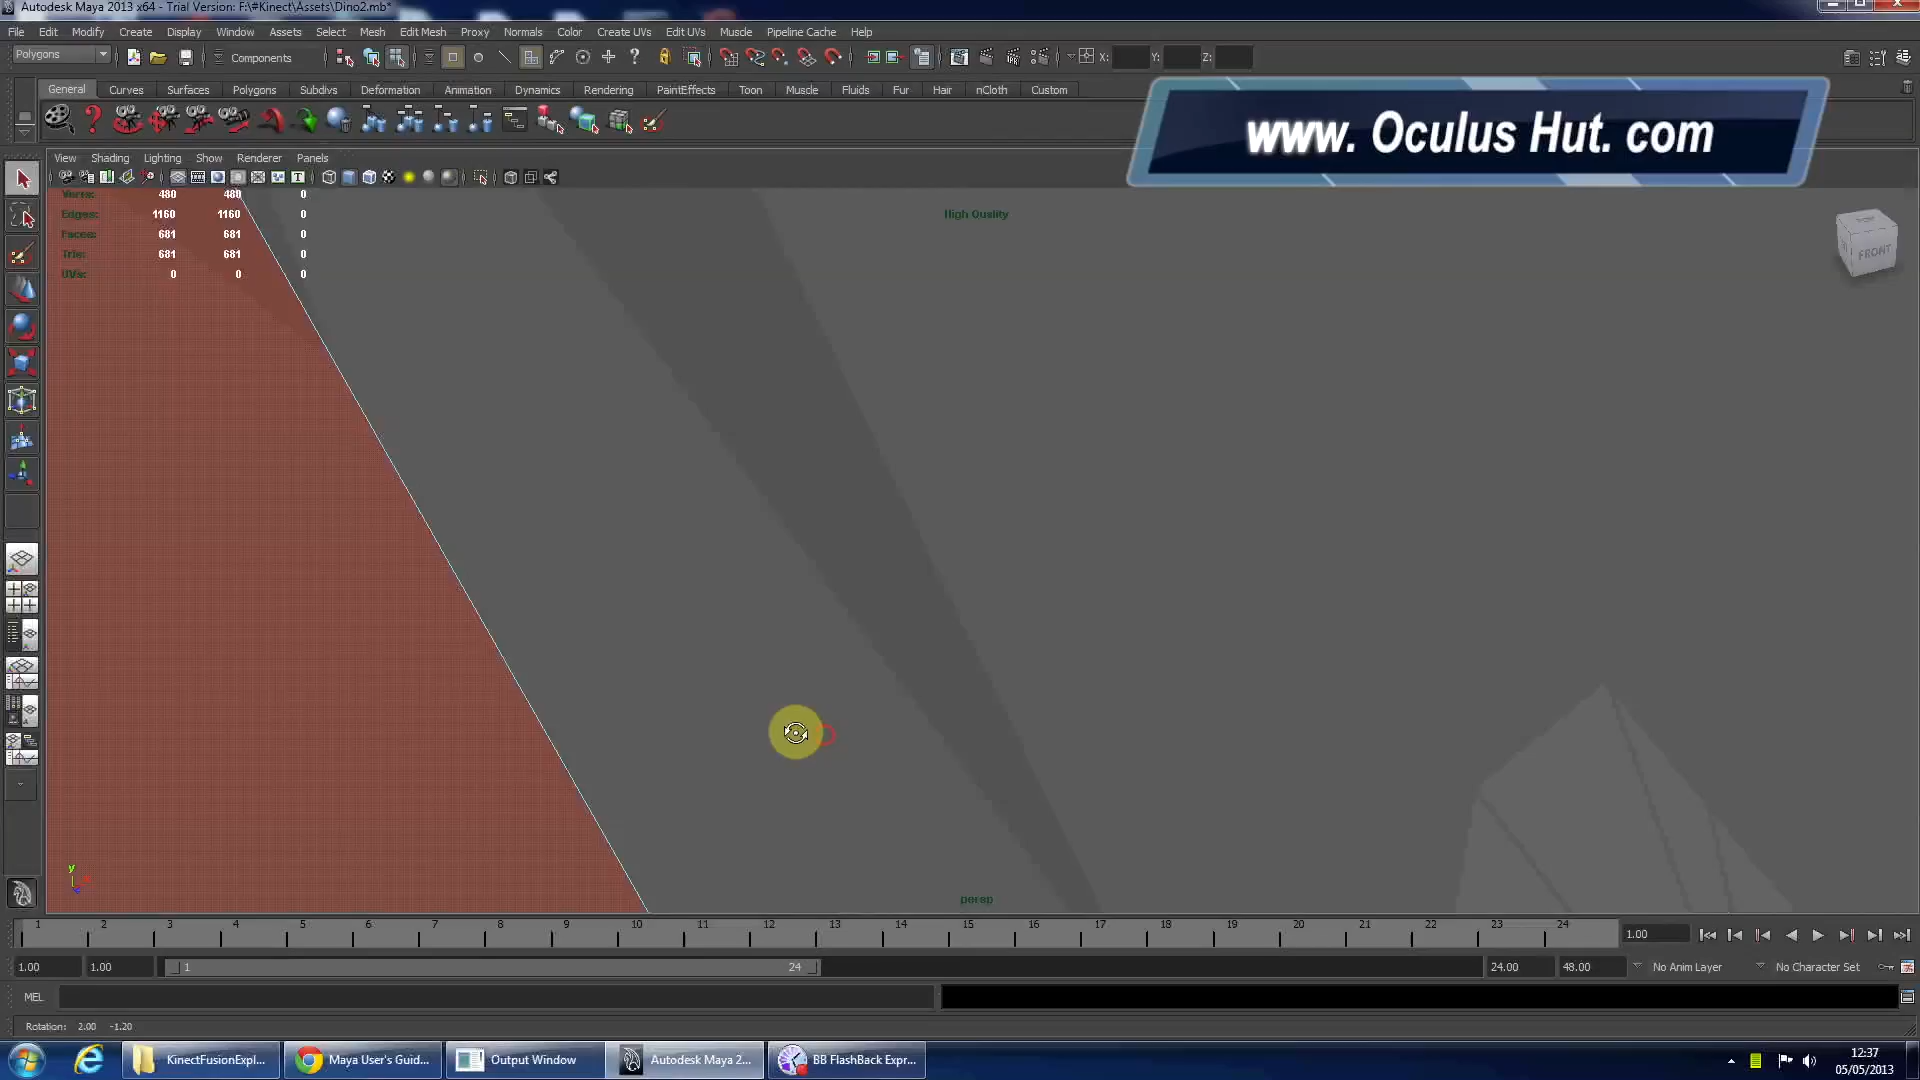 Autodesk Maya 2013 x64 - Trial Version: F:\#Kinect\Assets\Dino2.mb*
File Edit Modify Create Display Window Assets Select Mesh Edit Mesh Proxy Normals Color Create UVs Edit UVs Muscle Pipeline Cache Help
Polygons Components X: Y: Z:
General Curves Surfaces Polygons Subdivs Deformation Animation Dynamics Rendering PaintEffects Toon Muscle Fluids Fur Hair nCloth Custom
www. Oculus Hut. com
View Shading Lighting Show Renderer Panels
Verts: 480 480 0
Edges: 1160 1160 0
Faces: 681 681 0
Tris: 681 681 0
UVs: 0 0 0
High Quality
FRONT
y
persp
1 2 3 4 5 6 7 8 9 10 11 12 13 14 15 16 17 18 19 20 21 22 23 24 1.00
1.00 1.00 1 24 24.00 48.00 No Anim Layer No Character Set
MEL
Rotation: 2.00 -1.20
KinectFusionExpl... Maya User's Guid... Output Window Autodesk Maya 2... BB FlashBack Expr...
12:37
05/05/2013